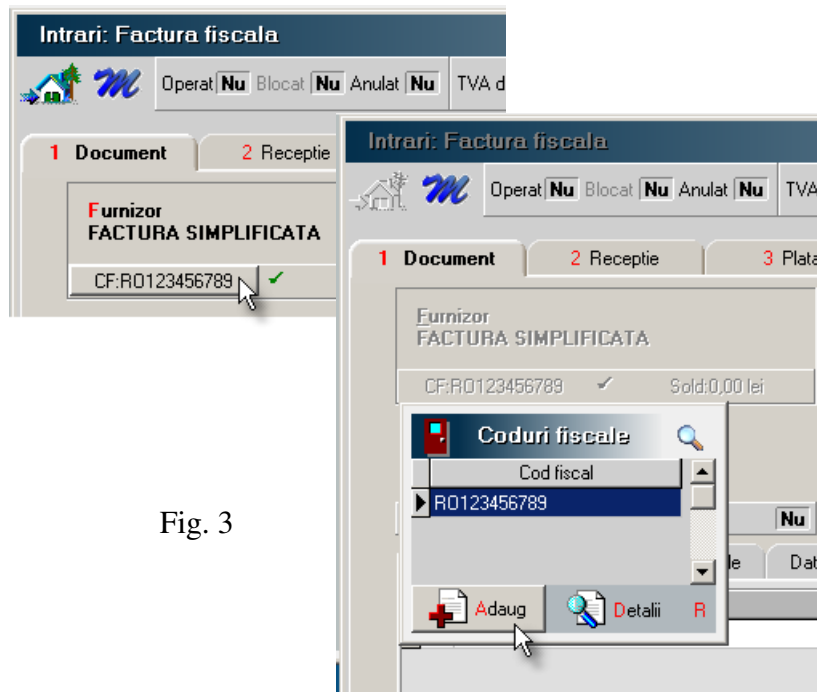 Intrari: Factura fiscala
Operat Nu Blocat Nu Anulat Nu TVA d
1 Document 2 Receptie
Furnizor
FACTURA SIMPLIFICATA
CF:RO123456789
Intrari: Factura fiscala
Operat Nu Blocat Nu Anulat Nu TVA
1 Document 2 Receptie 3 Plata
Furnizor
FACTURA SIMPLIFICATA
CF:RO123456789 Sold:0,00 lei
Coduri fiscale
Cod fiscal
RO123456789
Nu
le Dat
Adaug Detalii R
Fig. 3